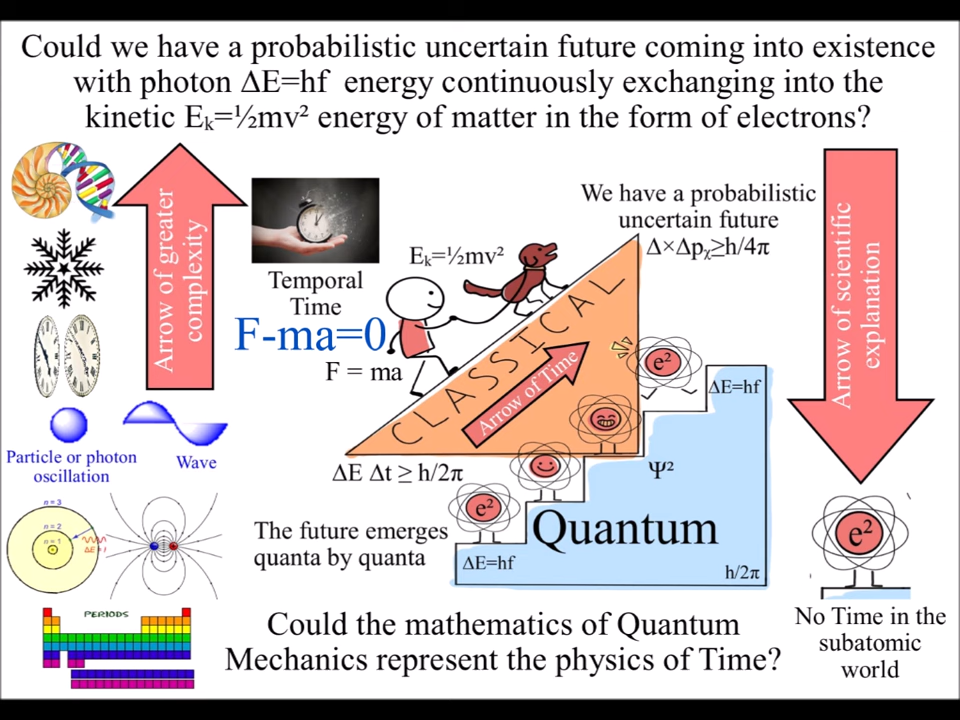 Could we have a probabilistic uncertain future coming into existence
with photon ΔE=hf energy continuously exchanging into the
kinetic Eₖ=½mv² energy of matter in the form of electrons?
Arrow of greater
complexity
Temporal
Time
F-ma=0
F = ma
Eₖ=½mv²
We have a probabilistic
uncertain future
Δ×Δpᵪ≥h/4π
Arrow of scientific
explanation
CLASSICAL
Arrow of Time
e²
ΔE=hf
Particle or photon
oscillation
Wave
ΔE Δt ≥ h/2π
Ψ²
n = 3
n = 2
n = 1
The future emerges
quanta by quanta
e²
ΔE=hf
Quantum
h/2π
e²
PERIODS
Could the mathematics of Quantum
Mechanics represent the physics of Time?
No Time in the
subatomic
world